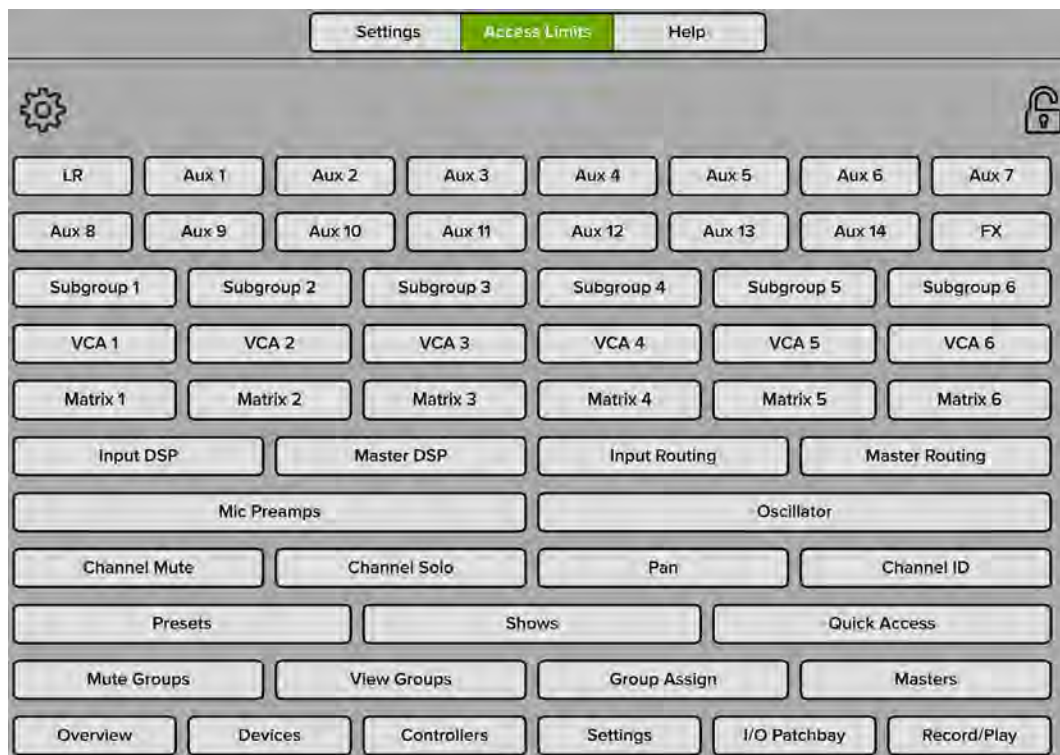 Settings Access Limits Help
LR Aux 1 Aux 2 Aux 3 Aux 4 Aux 5 Aux 6 Aux 7
Aux 8 Aux 9 Aux 10 Aux 11 Aux 12 Aux 13 Aux 14 FX
Subgroup 1 Subgroup 2 Subgroup 3 Subgroup 4 Subgroup 5 Subgroup 6
VCA 1 VCA 2 VCA 3 VCA 4 VCA 5 VCA 6
Matrix 1 Matrix 2 Matrix 3 Matrix 4 Matrix 5 Matrix 6
Input DSP Master DSP Input Routing Master Routing
Mic Preamps Oscillator
Channel Mute Channel Solo Pan Channel ID
Presets Shows Quick Access
Mute Groups View Groups Group Assign Masters
Overview Devices Controllers Settings I/O Patchbay Record/Play